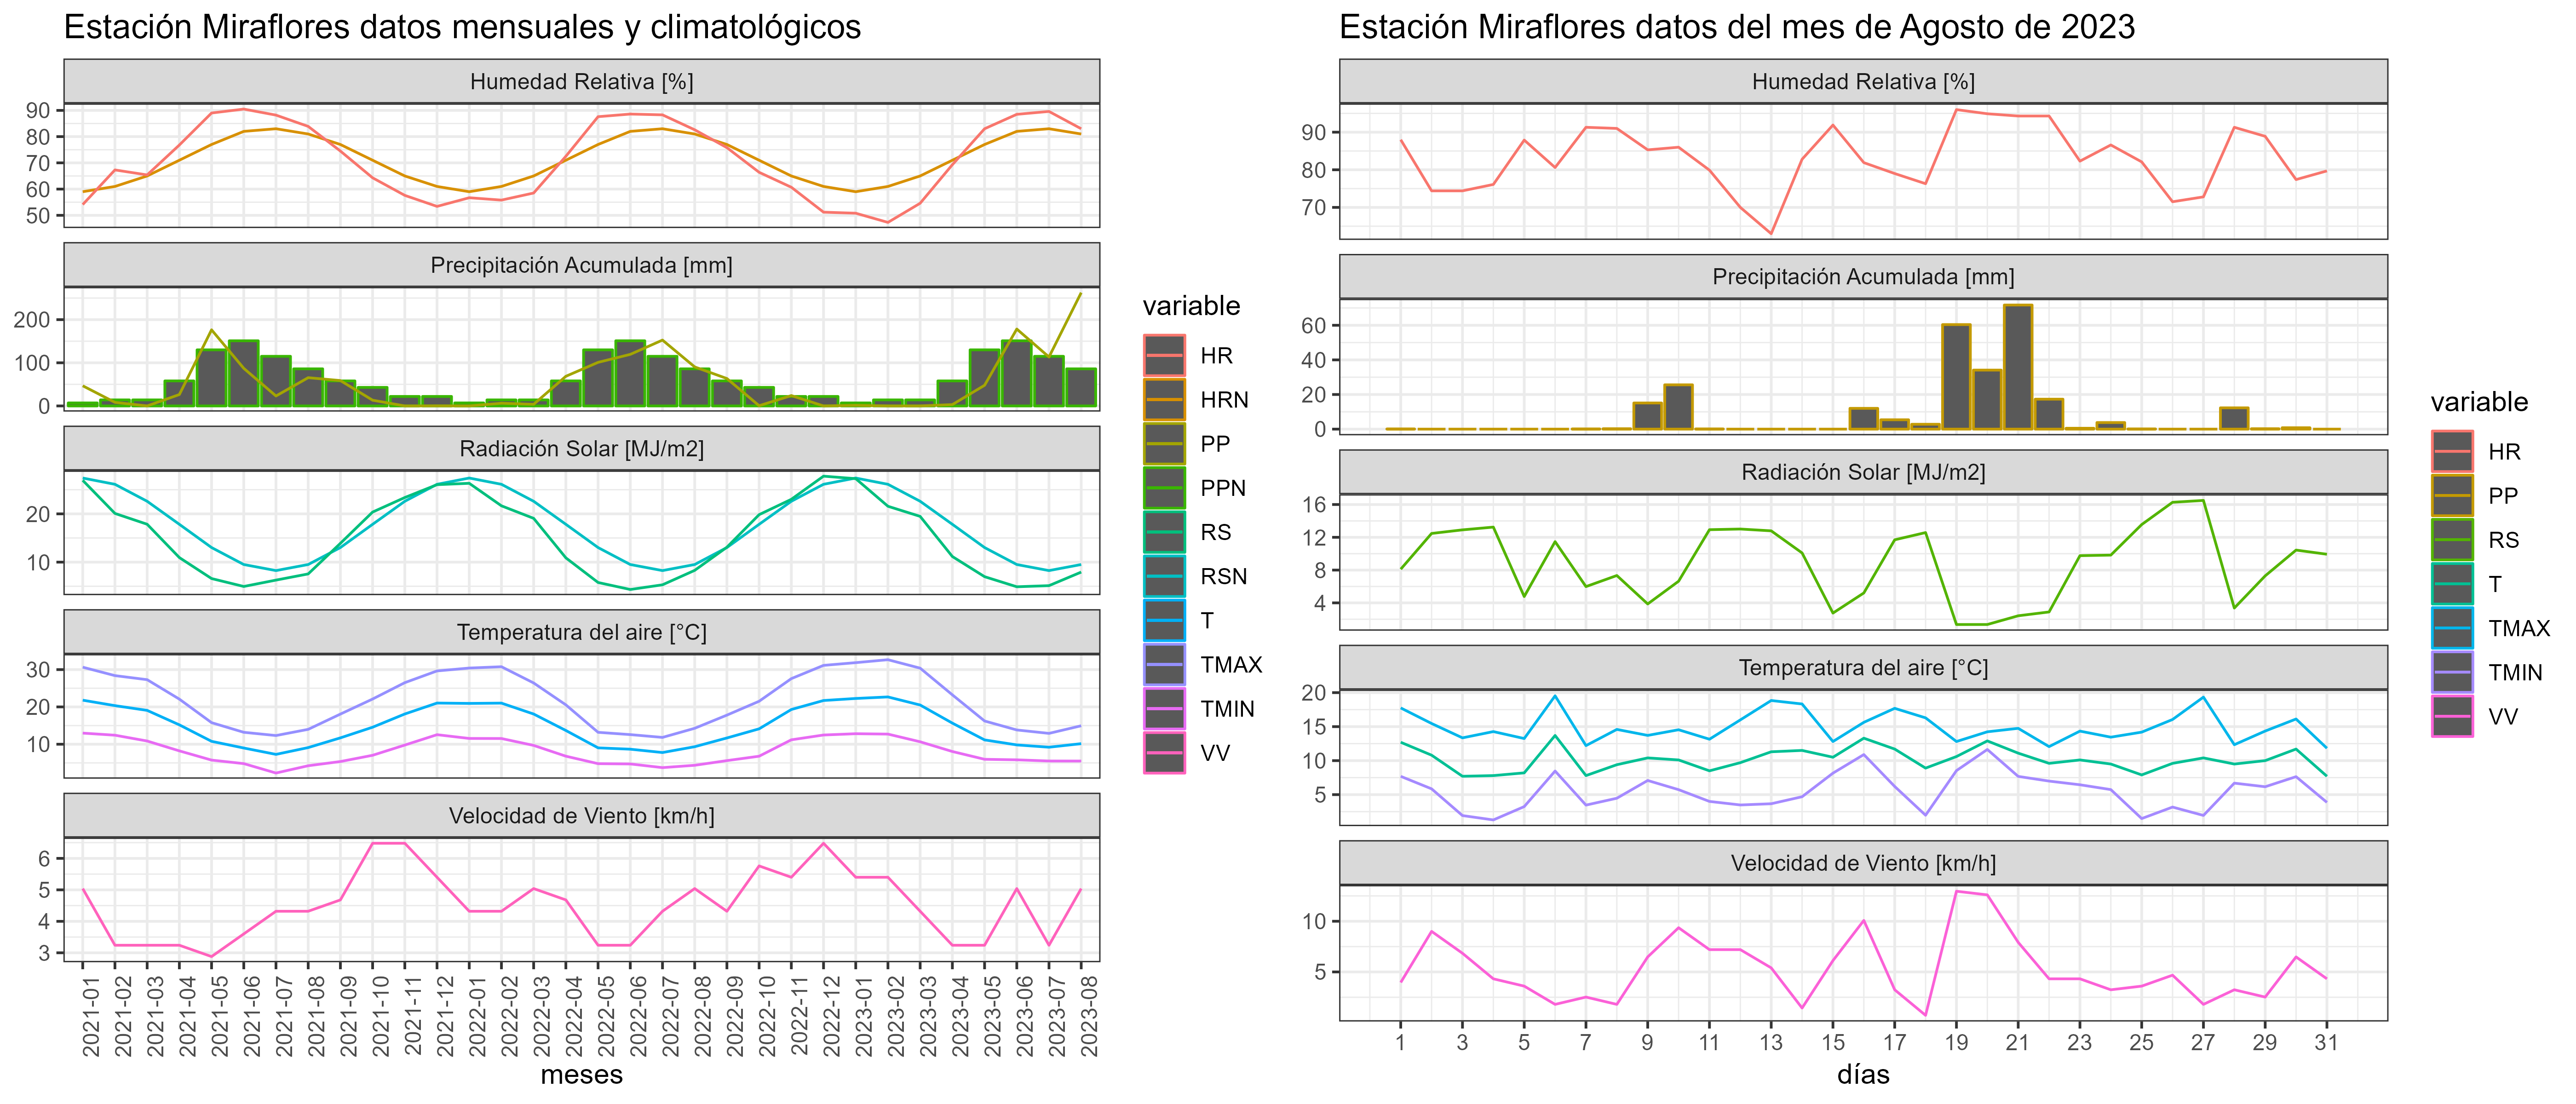 Estación Miraflores datos mensuales y climatológicos
Humedad Relativa [%]
90
80
70
60
50
Precipitación Acumulada [mm]
200
100
0
Radiación Solar [MJ/m2]
20
10
Temperatura del aire [°C]
30
20
10
Velocidad de Viento [km/h]
6
5
4
3
2021-01
2021-02
2021-03
2021-04
2021-05
2021-06
2021-07
2021-08
2021-09
2021-10
2021-11
2021-12
2022-01
2022-02
2022-03
2022-04
2022-05
2022-06
2022-07
2022-08
2022-09
2022-10
2022-11
2022-12
2023-01
2023-02
2023-03
2023-04
2023-05
2023-06
2023-07
2023-08
meses
variable
HR
HRN
PP
PPN
RS
RSN
T
TMAX
TMIN
VV
Estación Miraflores datos del mes de Agosto de 2023
Humedad Relativa [%]
90
80
70
Precipitación Acumulada [mm]
60
40
20
0
Radiación Solar [MJ/m2]
16
12
8
4
Temperatura del aire [°C]
20
15
10
5
Velocidad de Viento [km/h]
10
5
1 3 5 7 9 11 13 15 17 19 21 23 25 27 29 31
días
variable
HR
PP
RS
T
TMAX
TMIN
VV